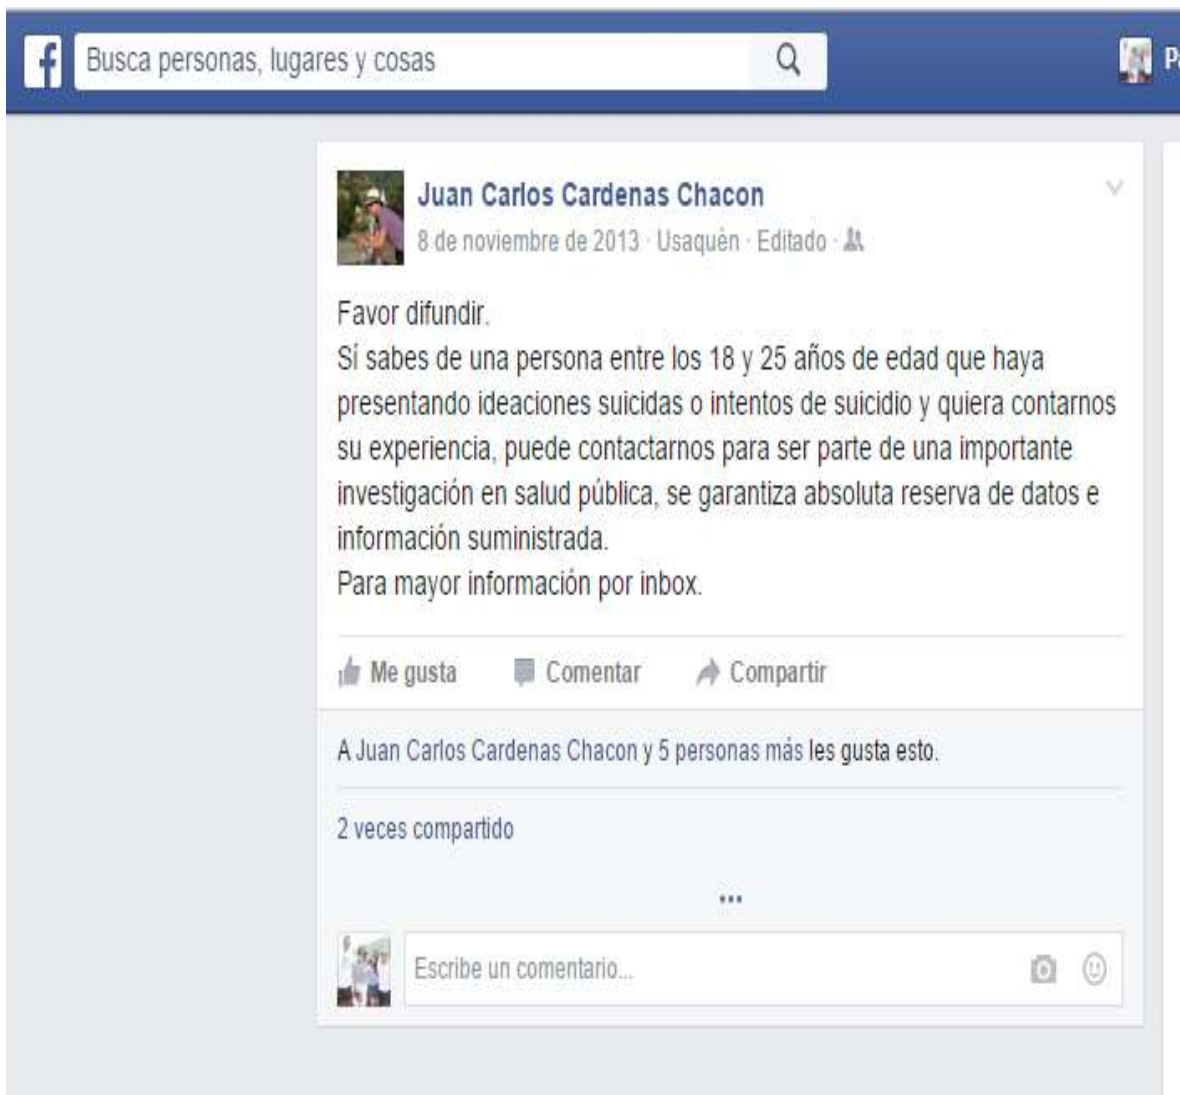 f
Busca personas, lugares y cosas
Juan Carlos Cardenas Chacon
8 de noviembre de 2013 · Usaquén · Editado ·
Favor difundir.
Sí sabes de una persona entre los 18 y 25 años de edad que haya
presentando ideaciones suicidas o intentos de suicidio y quiera contarnos
su experiencia, puede contactarnos para ser parte de una importante
investigación en salud pública, se garantiza absoluta reserva de datos e
información suministrada.
Para mayor información por inbox.
Me gusta Comentar Compartir
A Juan Carlos Cardenas Chacon y 5 personas más les gusta esto.
2 veces compartido
...
Escribe un comentario...